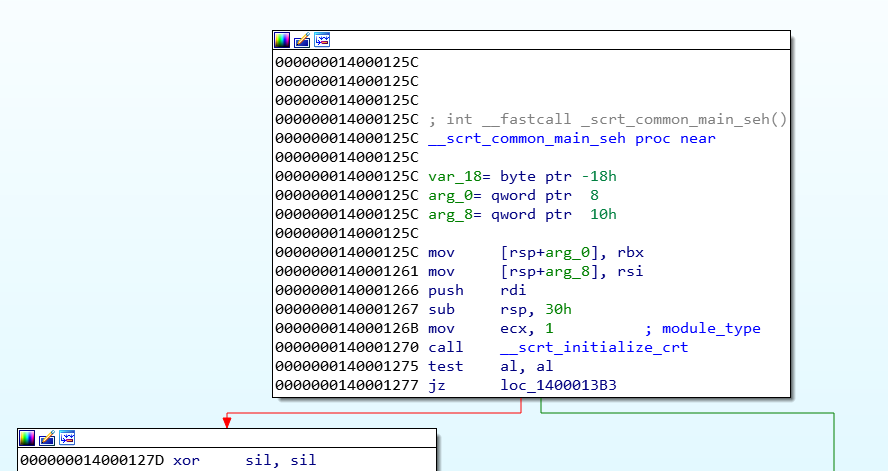 000000014000125C
000000014000125C
000000014000125C
000000014000125C ; int __fastcall _scrt_common_main_seh()
000000014000125C __scrt_common_main_seh proc near
000000014000125C
000000014000125C var_18= byte ptr -18h
000000014000125C arg_0= qword ptr  8
000000014000125C arg_8= qword ptr  10h
000000014000125C
000000014000125C mov     [rsp+arg_0], rbx
0000000140001261 mov     [rsp+arg_8], rsi
0000000140001266 push    rdi
0000000140001267 sub     rsp, 30h
000000014000126B mov     ecx, 1          ; module_type
0000000140001270 call    __scrt_initialize_crt
0000000140001275 test    al, al
0000000140001277 jz      loc_1400013B3
000000014000127D xor     sil, sil